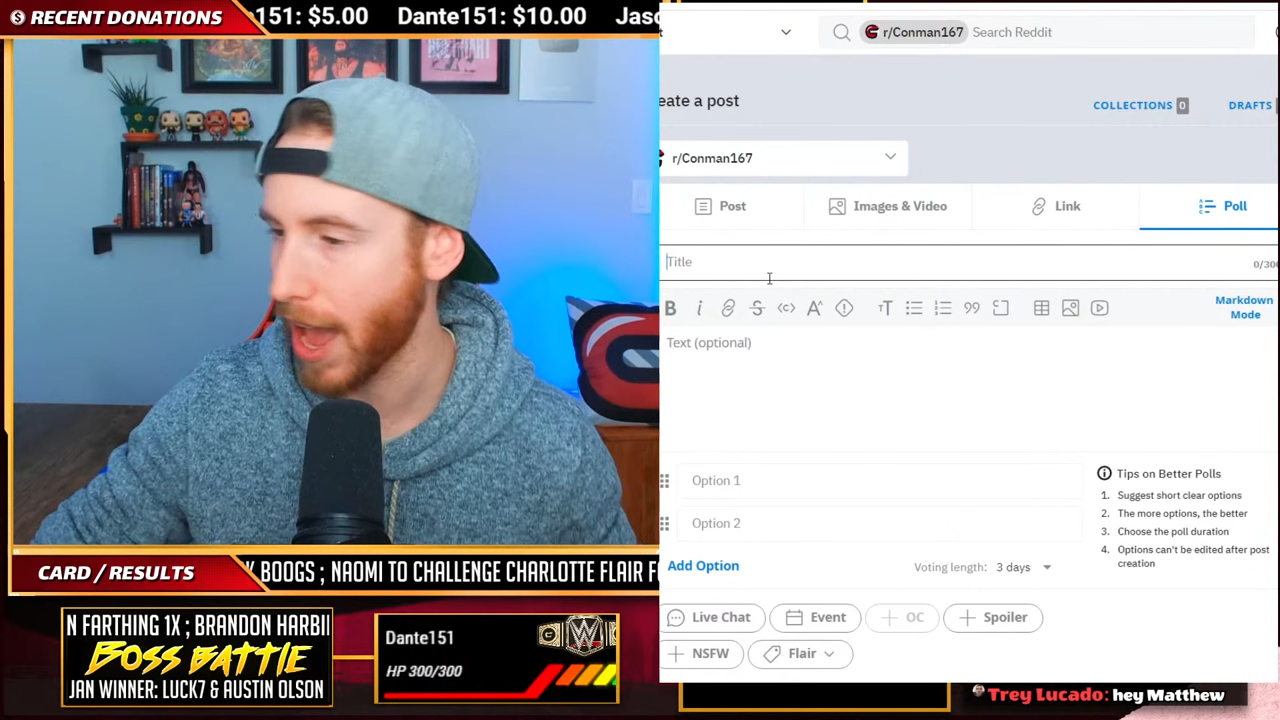 RECENT DONATIONS
151: $5.00 Dante151: $10.00 Jas
r/Conman167 Search Reddit
eate a post
COLLECTIONS 0 DRAFTS
r/Conman167
Post Images & Video Link Poll
Title
0/300
Markdown
Mode
Text (optional)
Option 1
Option 2
Add Option
Voting length: 3 days
Tips on Better Polls
1. Suggest short clear options
2. The more options, the better
3. Choose the poll duration
4. Options can't be edited after post
creation
Live Chat Event OC Spoiler
NSFW Flair
CARD / RESULTS
K BOOGS ; NAOMI TO CHALLENGE CHARLOTTE FLAIR F
N FARTHING 1X ; BRANDON HARBI
BOSS BATTLE
JAN WINNER: LUCK7 & AUSTIN OLSON
Dante151
HP 300/300
Trey Lucado: hey Matthew